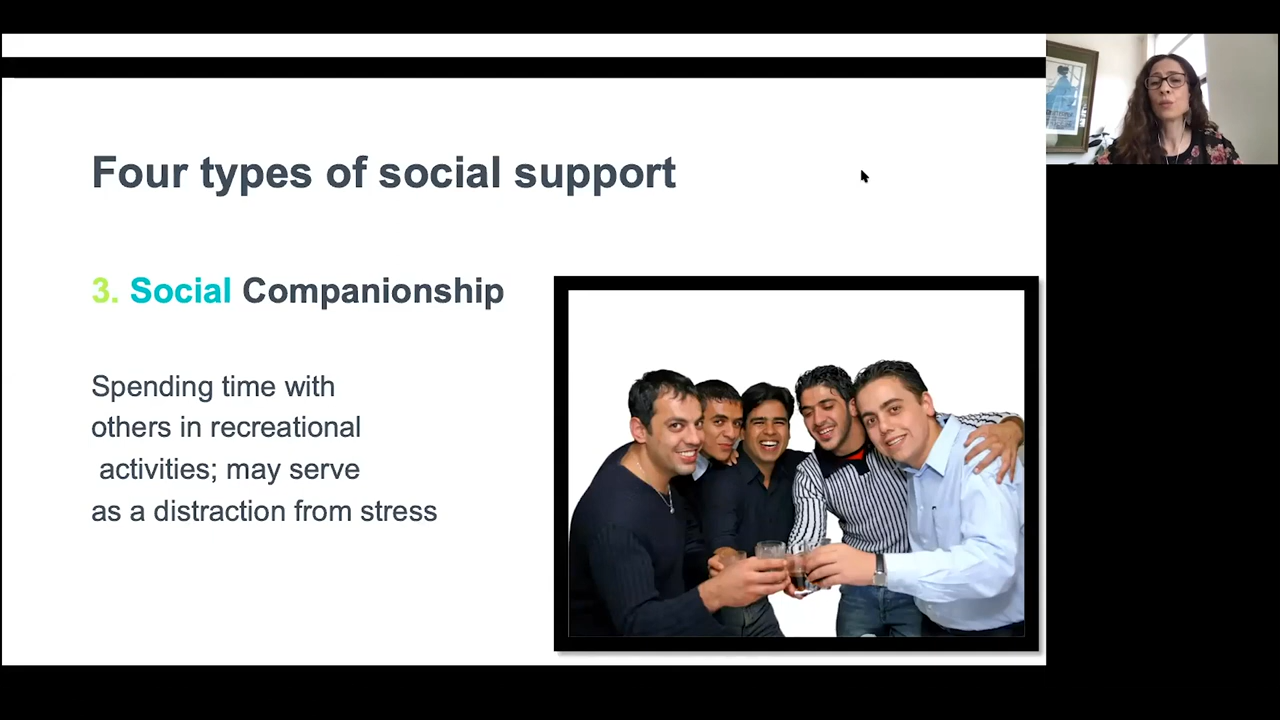 Four types of social support
3. Social Companionship
Spending time with
others in recreational
activities; may serve
as a distraction from stress